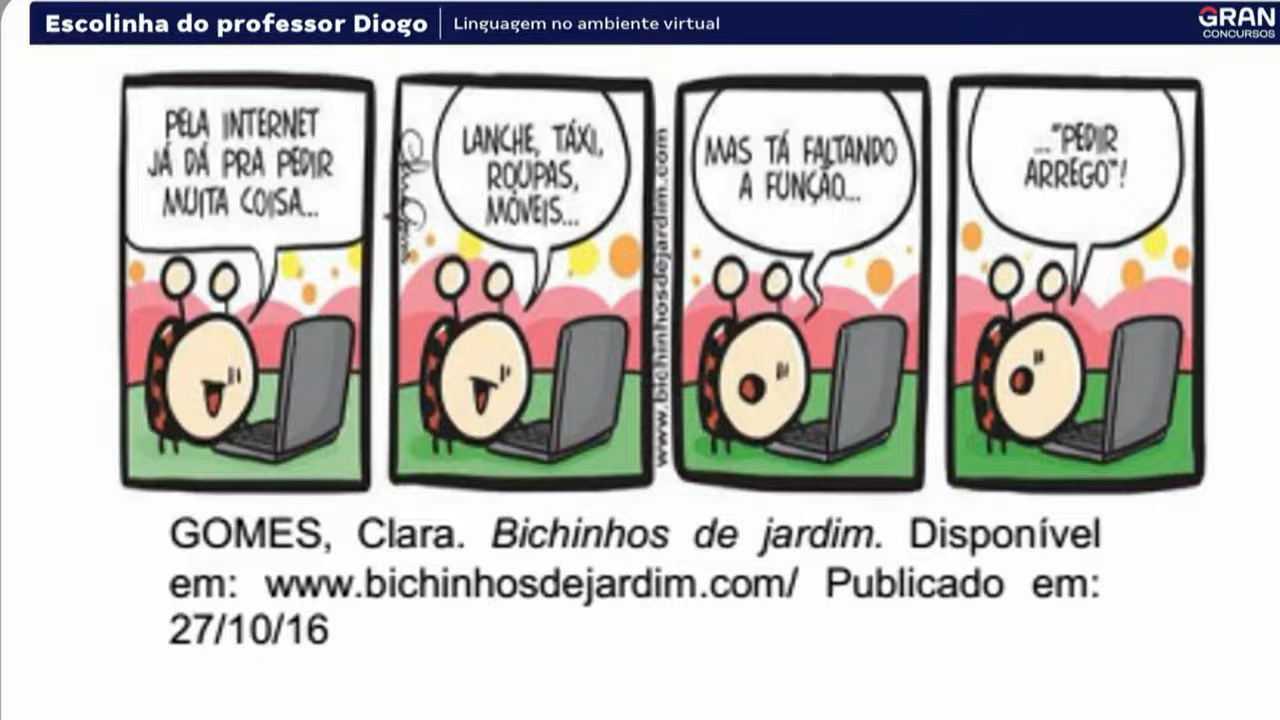 Escolinha do professor Diogo | Linguagem no ambiente virtual
GRAN
CONCURSOS
PELA INTERNET
JÁ DÁ PRA PEDIR
MUITA COISA...
LANCHE, TÁXI,
ROUPAS,
MÓVEIS...
www.bichinhosdejardim.com
MAS TÁ FALTANDO
A FUNÇÃO...
..."PEDIR
ARREGO"!
GOMES, Clara. Bichinhos de jardim. Disponível
em: www.bichinhosdejardim.com/ Publicado em:
27/10/16